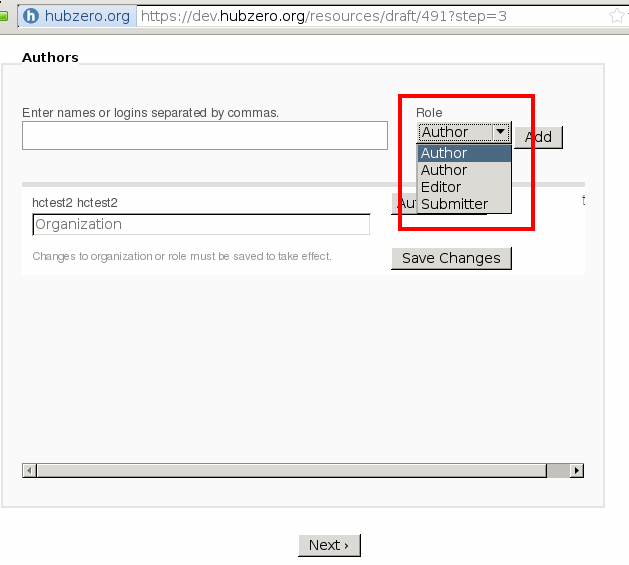 hubzero.org https://dev.hubzero.org/resources/draft/491?step=3
Authors
Enter names or logins separated by commas.
Role
Author
Add
Author
Author
Editor
Submitter
hctest2 hctest2
Organization
Changes to organization or role must be saved to take effect.
Save Changes
Next ›